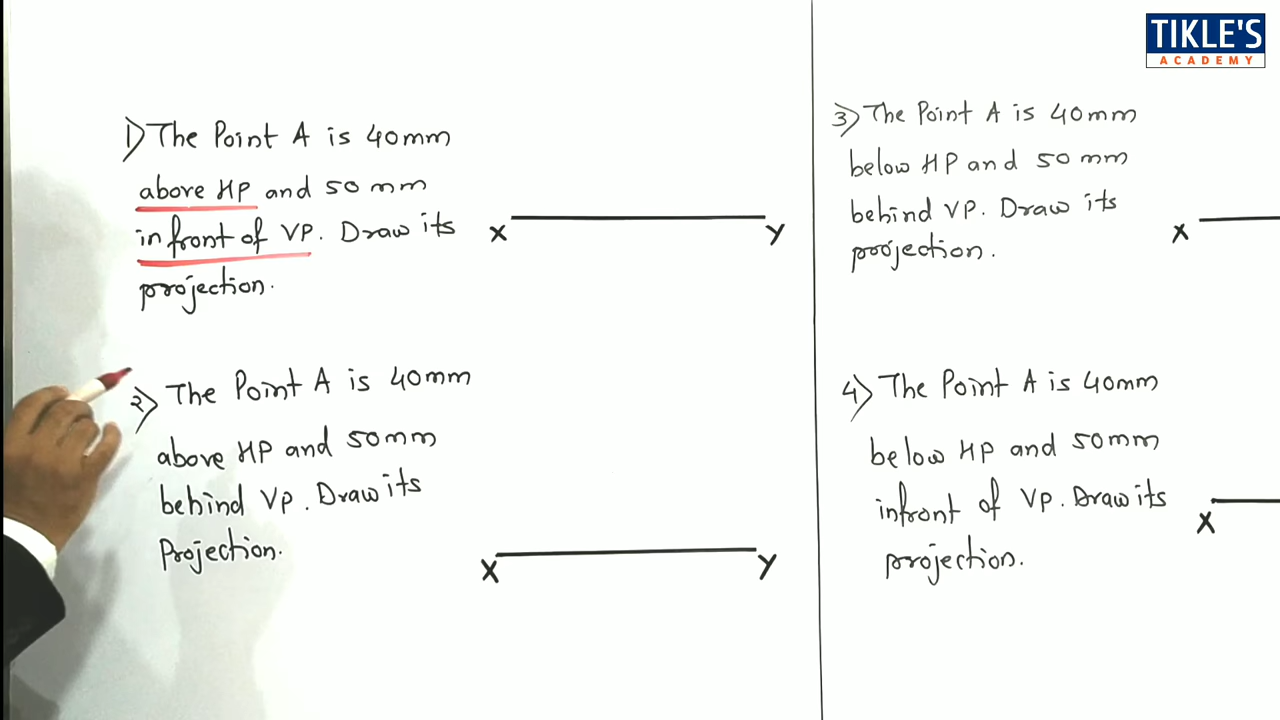 TIKLE'S
ACADEMY
1) The Point A is 40mm
above HP and 50 mm
in front of VP. Draw its
projection.
X Y
2) The Point A is 40mm
above HP and 50mm
behind VP. Draw its
Projection.
X Y
3) The Point A is 40mm
below HP and 50 mm
behind VP. Draw its
projection.
X
4) The Point A is 40mm
below HP and 50mm
infront of VP. Draw its
projection.
X